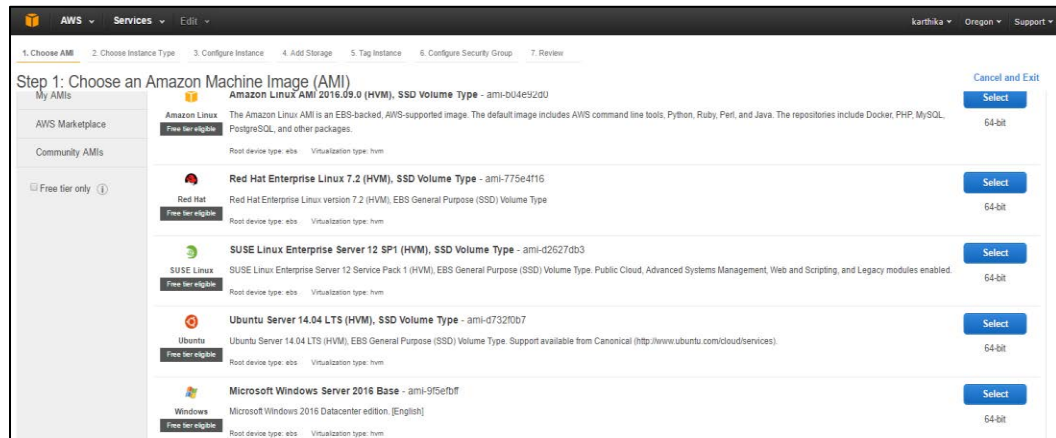 AWS Services Edit karthika Oregon Support
1. Choose AMI 2. Choose Instance Type 3. Configure Instance 4. Add Storage 5. Tag Instance 6. Configure Security Group 7. Review
Step 1: Choose an Amazon Machine Image (AMI)
Cancel and Exit
My AMIs
AWS Marketplace
Community AMIs
Free tier only
Amazon Linux
Free tier eligible
Amazon Linux AMI 2016.09.0 (HVM), SSD Volume Type - ami-b04e92d0
The Amazon Linux AMI is an EBS-backed, AWS-supported image. The default image includes AWS command line tools, Python, Ruby, Perl, and Java. The repositories include Docker, PHP, MySQL,
PostgreSQL, and other packages.
Root device type: ebs Virtualization type: hvm
Select
64-bit
Red Hat
Free tier eligible
Red Hat Enterprise Linux 7.2 (HVM), SSD Volume Type - ami-775e4f16
Red Hat Enterprise Linux version 7.2 (HVM), EBS General Purpose (SSD) Volume Type
Root device type: ebs Virtualization type: hvm
Select
64-bit
SUSE Linux
Free tier eligible
SUSE Linux Enterprise Server 12 SP1 (HVM), SSD Volume Type - ami-d2627db3
SUSE Linux Enterprise Server 12 Service Pack 1 (HVM), EBS General Purpose (SSD) Volume Type. Public Cloud, Advanced Systems Management, Web and Scripting, and Legacy modules enabled.
Root device type: ebs Virtualization type: hvm
Select
64-bit
Ubuntu
Free tier eligible
Ubuntu Server 14.04 LTS (HVM), SSD Volume Type - ami-d732f0b7
Ubuntu Server 14.04 LTS (HVM), EBS General Purpose (SSD) Volume Type. Support available from Canonical (http://www.ubuntu.com/cloud/services).
Root device type: ebs Virtualization type: hvm
Select
64-bit
Windows
Free tier eligible
Microsoft Windows Server 2016 Base - ami-9f5efbff
Microsoft Windows 2016 Datacenter edition. [English]
Root device type: ebs Virtualization type: hvm
Select
64-bit